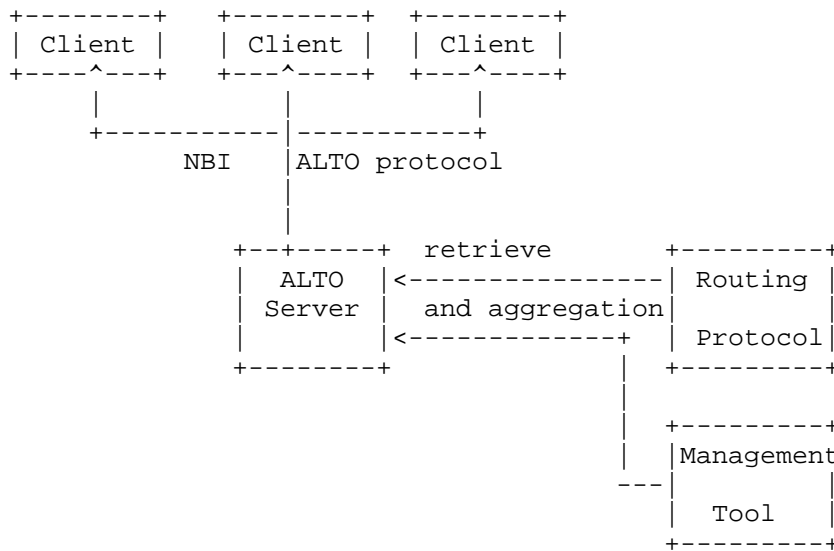 Client Client Client
NBI ALTO protocol
retrieve
ALTO Routing
Server and aggregation
Protocol
Management
Tool